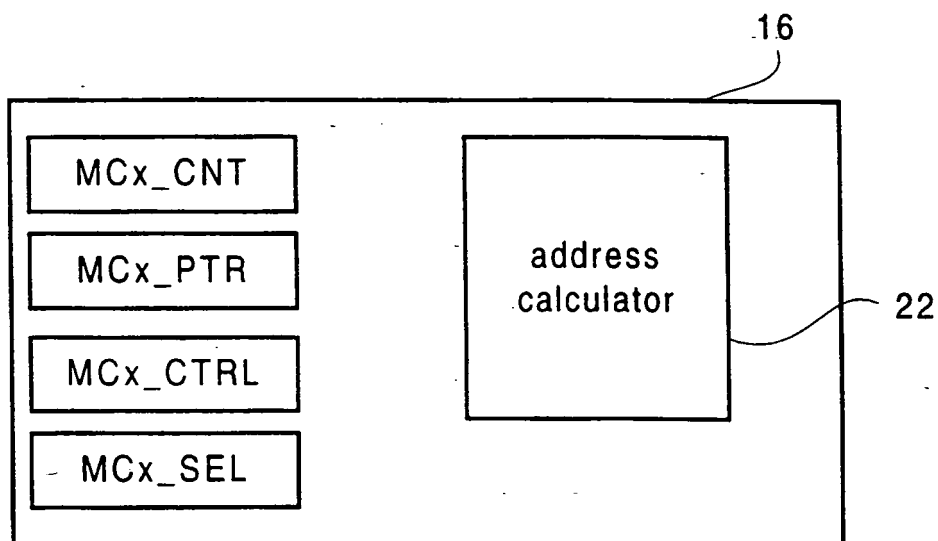 16
MCx_CNT
MCx_PTR
MCx_CTRL
MCx_SEL
address
calculator
22